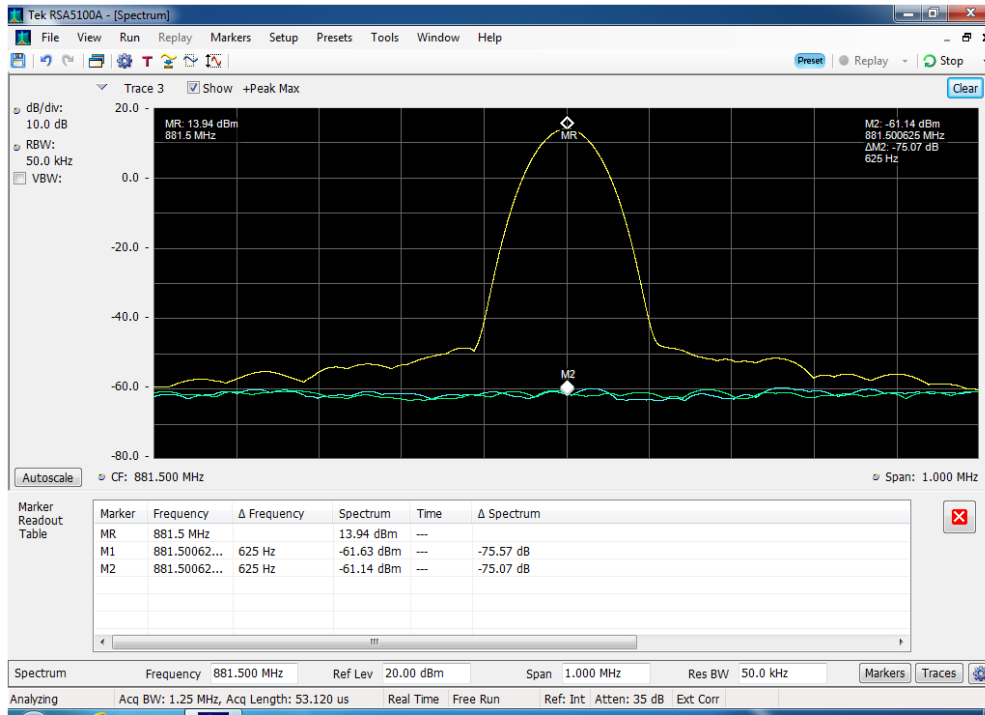 Tek RSA5100A - [Spectrum]
File View Run Replay Markers Setup Presets Tools Window Help
T Preset Replay Stop
Trace 3 Show +Peak Max Clear
dB/div:
10.0 dB
RBW:
50.0 kHz
VBW:
20.0 -
0.0 -
-20.0 -
-40.0 -
-60.0 -
-80.0 -
MR: 13.94 dBm
881.5 MHz
MR
M2: -61.14 dBm
881.500625 MHz
ΔM2: -75.07 dB
625 Hz
M2
Autoscale CF: 881.500 MHz Span: 1.000 MHz
Marker
Readout
Table
Marker Frequency Δ Frequency Spectrum Time Δ Spectrum
MR 881.5 MHz 13.94 dBm ---
M1 881.50062... 625 Hz -61.63 dBm --- -75.57 dB
M2 881.50062... 625 Hz -61.14 dBm --- -75.07 dB
Spectrum Frequency 881.500 MHz Ref Lev 20.00 dBm Span 1.000 MHz Res BW 50.0 kHz Markers Traces
Analyzing Acq BW: 1.25 MHz, Acq Length: 53.120 us Real Time Free Run Ref: Int Atten: 35 dB Ext Corr